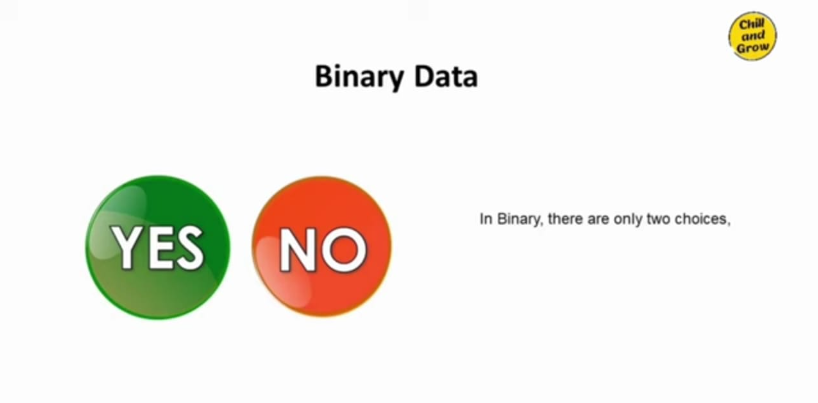 Chill
and
Grow
Binary Data
YES
NO
In Binary, there are only two choices,